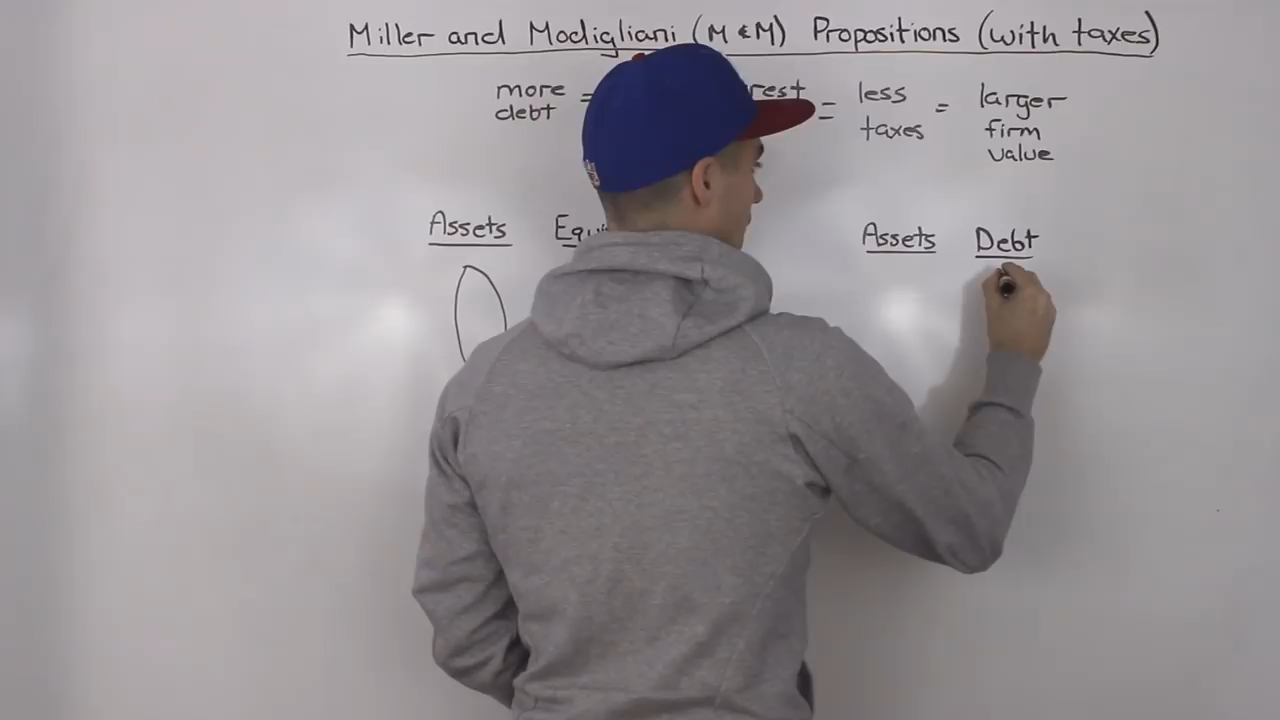 Miller and Modigliani (M & M) Propositions (with taxes)
more debt = = less taxes = larger firm value
Assets Assets Debt